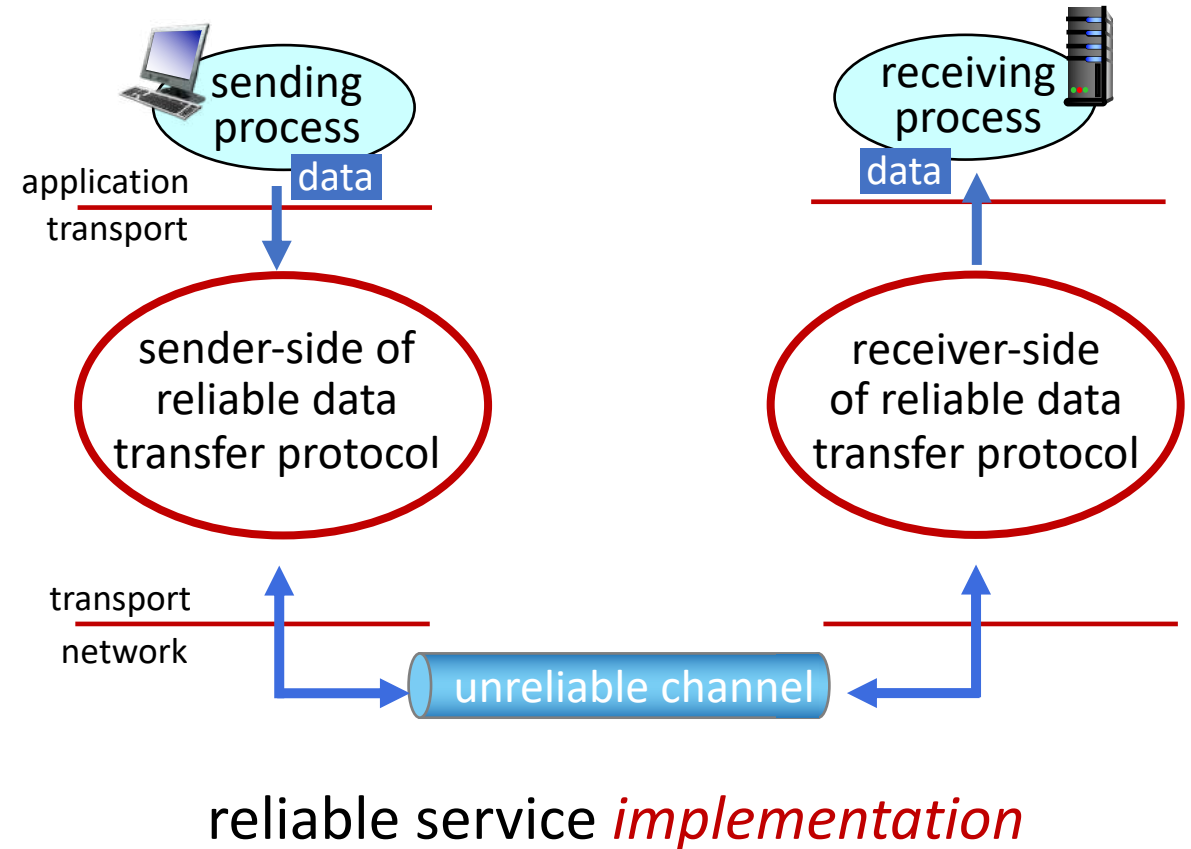 sending
process
data
application
transport
receiving
process
data
sender-side of
reliable data
transfer protocol
receiver-side
of reliable data
transfer protocol
transport
network
unreliable channel
reliable service implementation